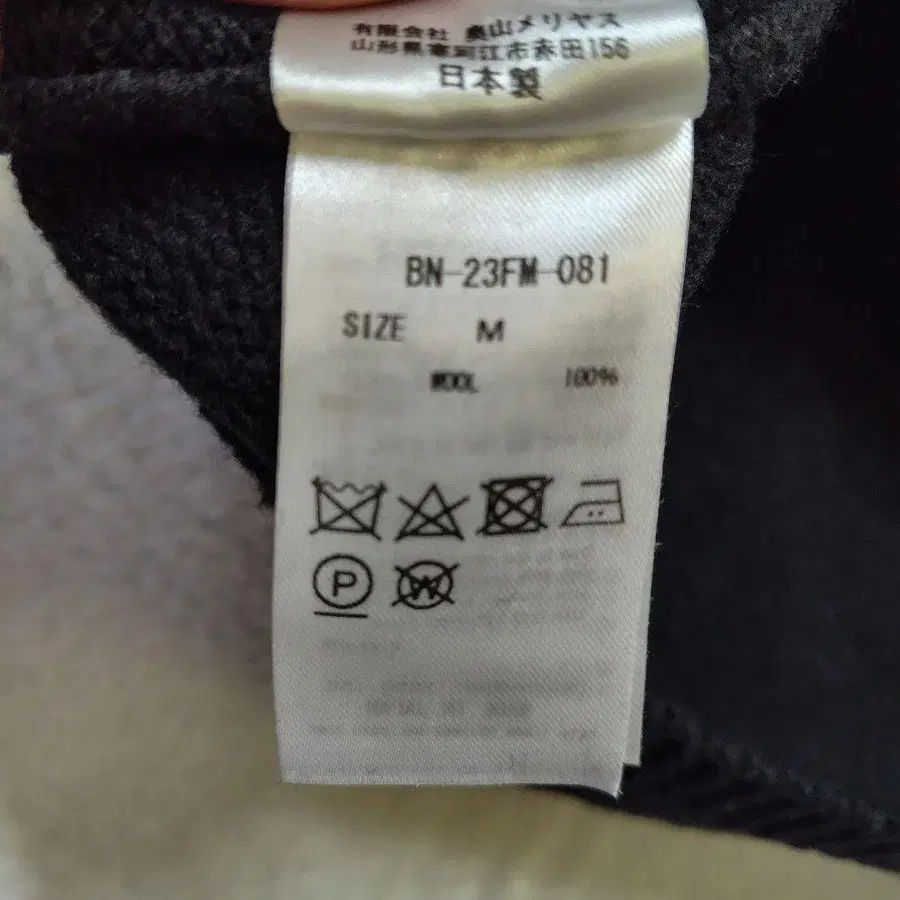 有限会社 奥山メリヤス
山形県寒河江市赤田156
日本製
BN-23FM-081
SIZE M
WOOL 100%
P
W